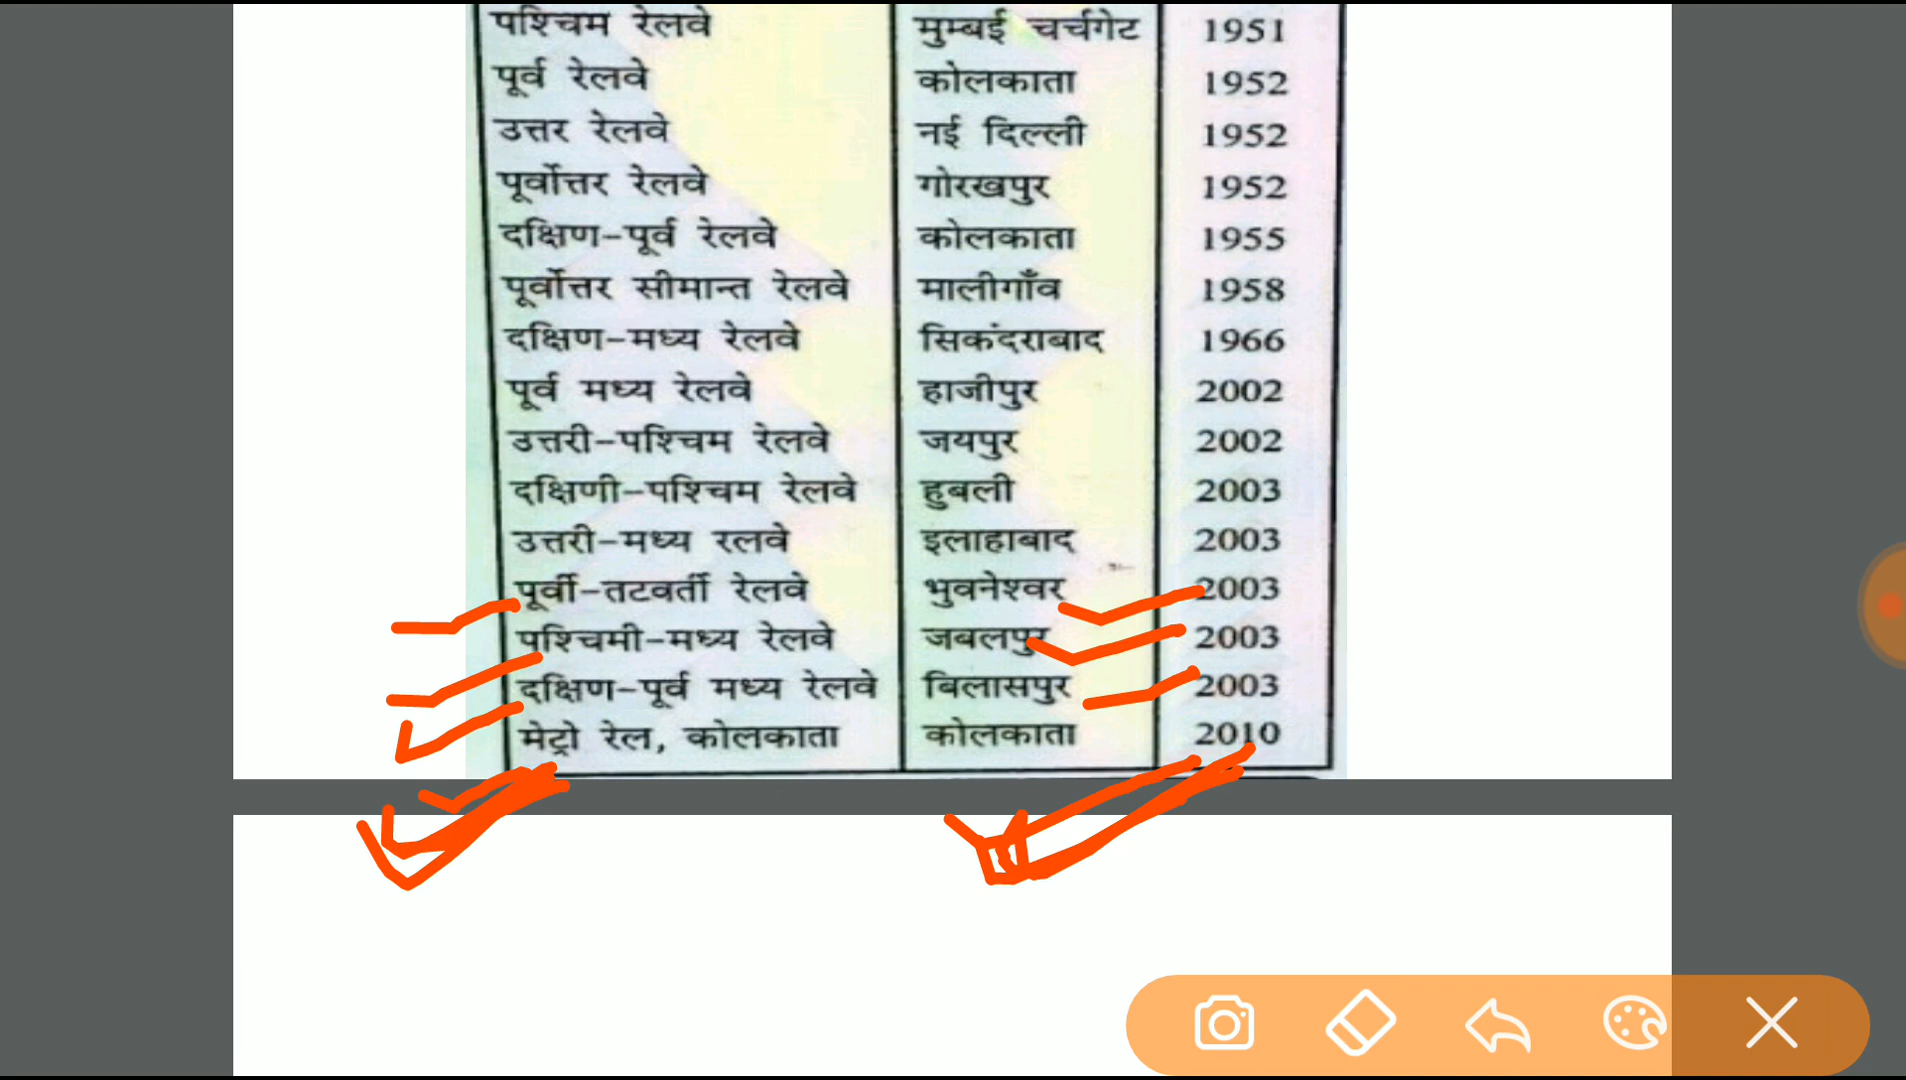 पश्चिम रेलवे मुम्बई चर्चगेट 1951
पूर्व रेलवे कोलकाता 1952
उत्तर रेलवे नई दिल्ली 1952
पूर्वोत्तर रेलवे गोरखपुर 1952
दक्षिण-पूर्व रेलवे कोलकाता 1955
पूर्वोत्तर सीमान्त रेलवे मालीगाँव 1958
दक्षिण-मध्य रेलवे सिकंदराबाद 1966
पूर्व मध्य रेलवे हाजीपुर 2002
उत्तरी-पश्चिम रेलवे जयपुर 2002
दक्षिणी-पश्चिम रेलवे हुबली 2003
उत्तरी-मध्य रलवे इलाहाबाद 2003
पूर्वी-तटवर्ती रेलवे भुवनेश्वर 2003
पश्चिमी-मध्य रेलवे जबलपुर 2003
दक्षिण-पूर्व मध्य रेलवे बिलासपुर 2003
मेट्रो रेल, कोलकाता कोलकाता 2010